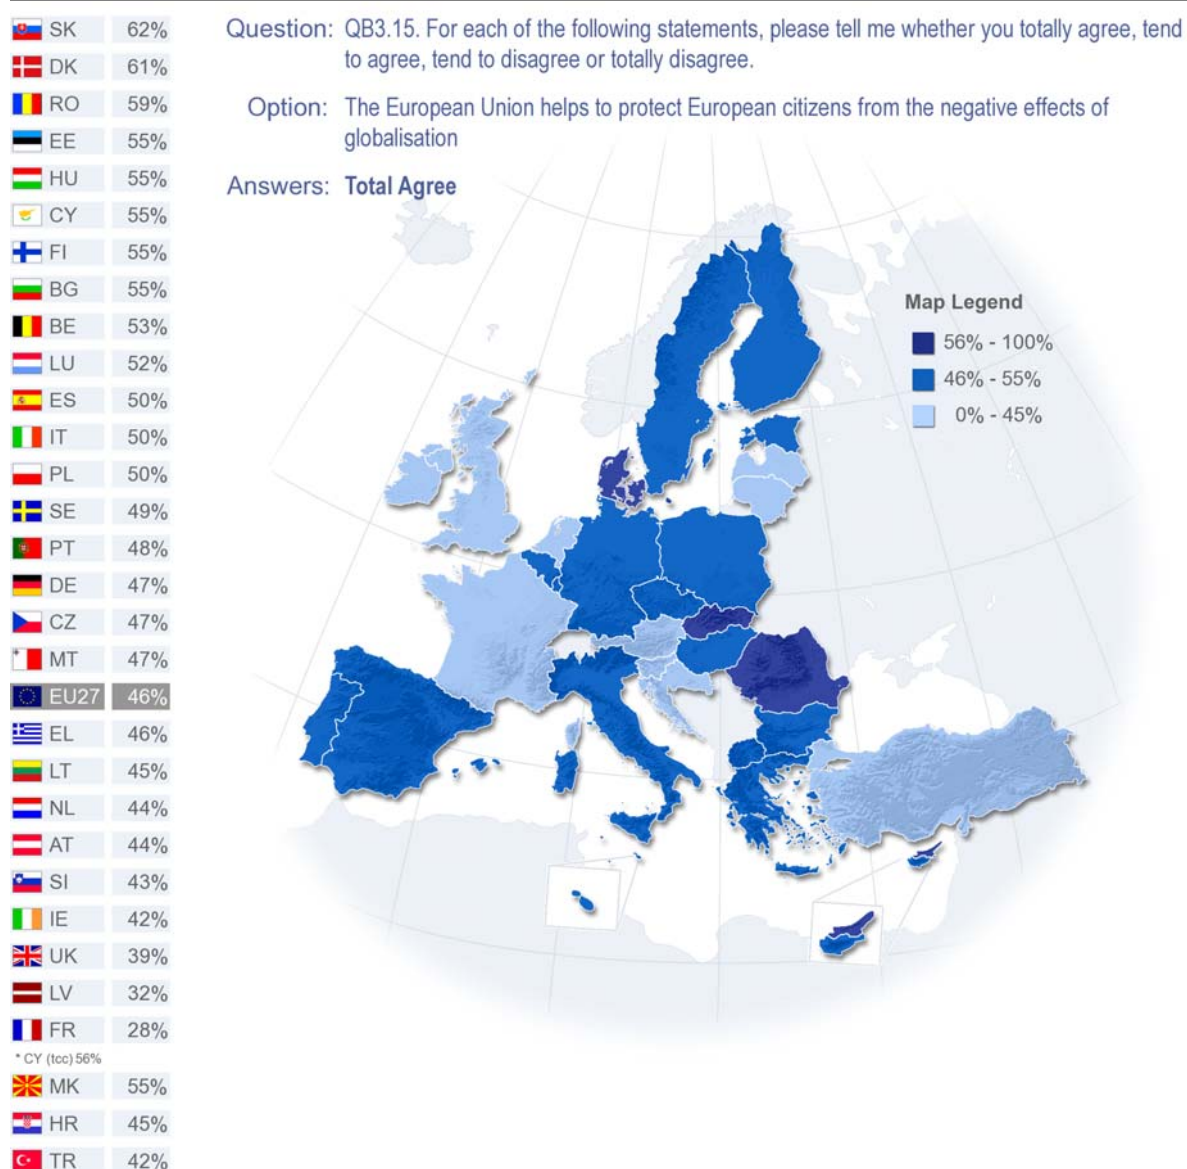 SK 62%
DK 61%
RO 59%
EE 55%
HU 55%
CY 55%
FI 55%
BG 55%
BE 53%
LU 52%
ES 50%
IT 50%
PL 50%
SE 49%
PT 48%
DE 47%
CZ 47%
MT 47%
EU27 46%
EL 46%
LT 45%
NL 44%
AT 44%
SI 43%
IE 42%
UK 39%
LV 32%
FR 28%
* CY (tcc) 56%
MK 55%
HR 45%
TR 42%
Question: QB3.15. For each of the following statements, please tell me whether you totally agree, tend
to agree, tend to disagree or totally disagree.
Option: The European Union helps to protect European citizens from the negative effects of
globalisation
Answers: Total Agree
Map Legend
56% - 100%
46% - 55%
0% - 45%